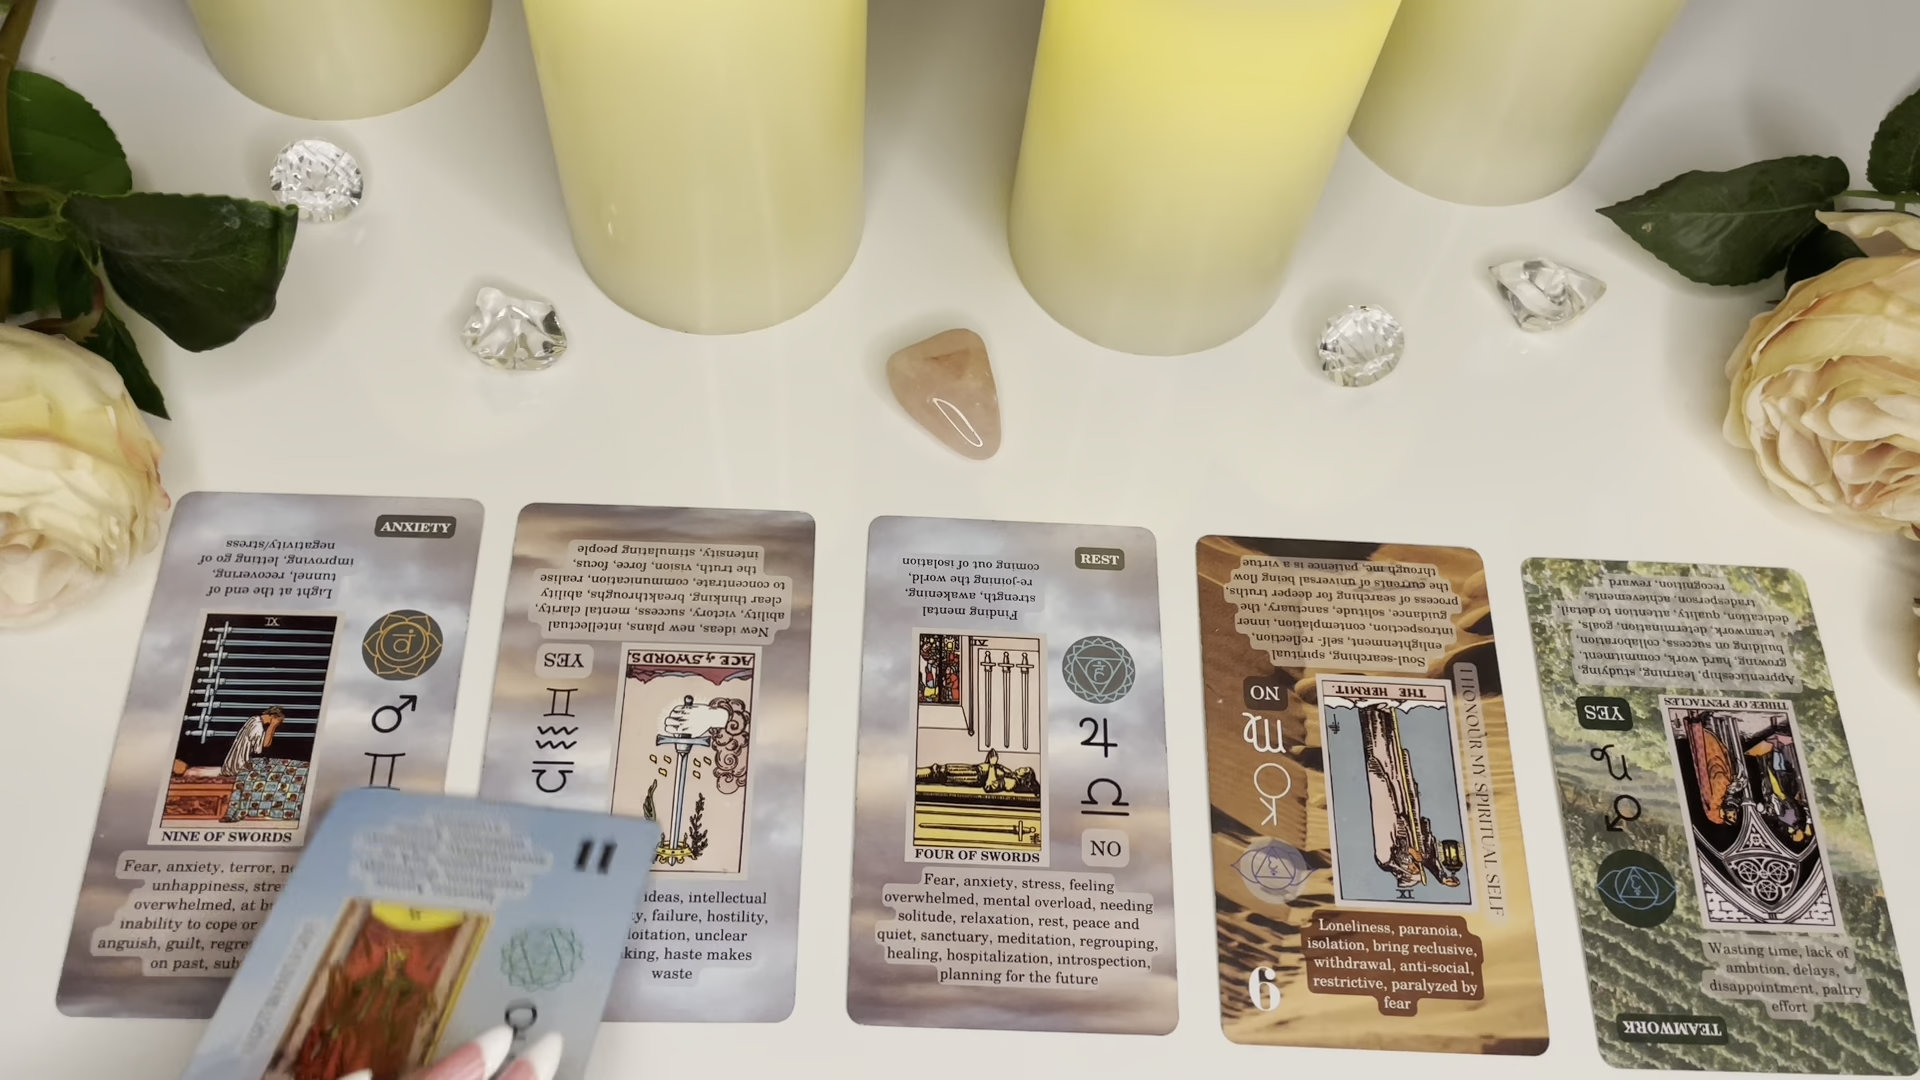 ANXIETY
Light at the end of
tunnel, recovering,
improving, letting go of
negativity/stress
IX
NINE OF SWORDS
Fear, anxiety, terror,
unhappiness,
overwhelmed, at
inability to cope or
anguish, guilt,
on past,
New ideas, new plans, intellectual
ability, victory, success, mental clarity,
clear thinking, breakthroughs, ability
to concentrate, communication, realise
the truth, vision, force, focus,
intensity, stimulating people
YES
ACE of SWORDS.
ideas, intellectual
failure, hostility,
unclear
haste makes
waste
11
REST
Finding mental
strength, awakening,
re-joining the world,
coming out of isolation
IV
FOUR OF SWORDS
NO
Fear, anxiety, stress, feeling
overwhelmed, mental overload, needing
solitude, relaxation, rest, peace and
quiet, sanctuary, meditation, regrouping,
healing, hospitalization, introspection,
planning for the future
Soul-searching, spiritual
enlightenment, self-reflection,
introspection, contemplation, inner
guidance, solitude, sanctuary, the
process of searching for deeper truths,
the currents of universal being flow
through me, patience is a virtue
NO
THE HERMIT.
IX
I HONOUR MY SPIRITUAL SELF
Loneliness, paranoia,
isolation, bring reclusive,
withdrawal, anti-social,
restrictive, paralyzed by
fear
9
Apprenticeship, learning, studying,
growing, hard work, commitment,
building on success, collaboration,
teamwork, determination, goals,
dedication, quality, attention to detail,
tradesperson, achievements,
recognition, reward
YES
THREE OF PENTACLES
Wasting time, lack of
ambition, delays,
disappointment, paltry
effort
TEAMWORK